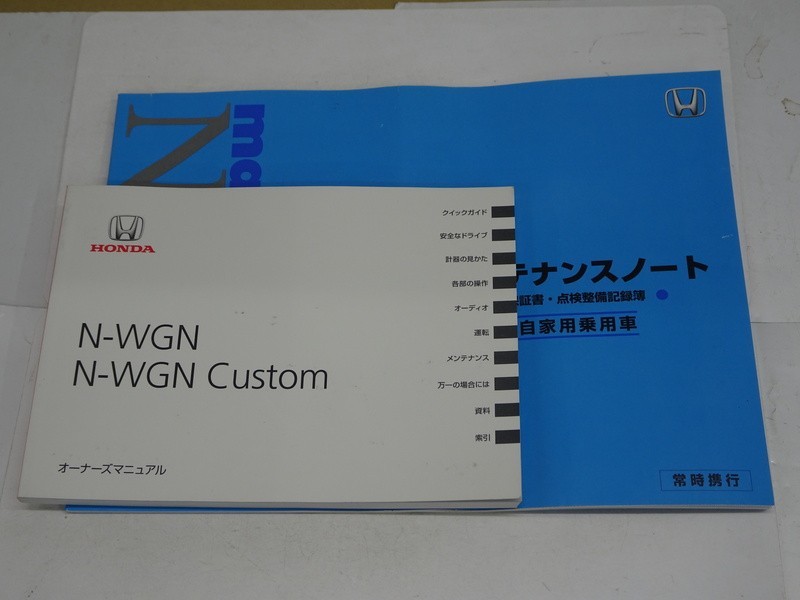 HONDA
N-WGN
N-WGN Custom
オーナーズマニュアル
クイックガイド
安全なドライブ
計器の見かた
各部の操作
オーディオ
運転
メンテナンス
万一の場合には
資料
索引
ma
N
テナンスノート
証書・点検整備記録簿
自家用乗用車
常時携行